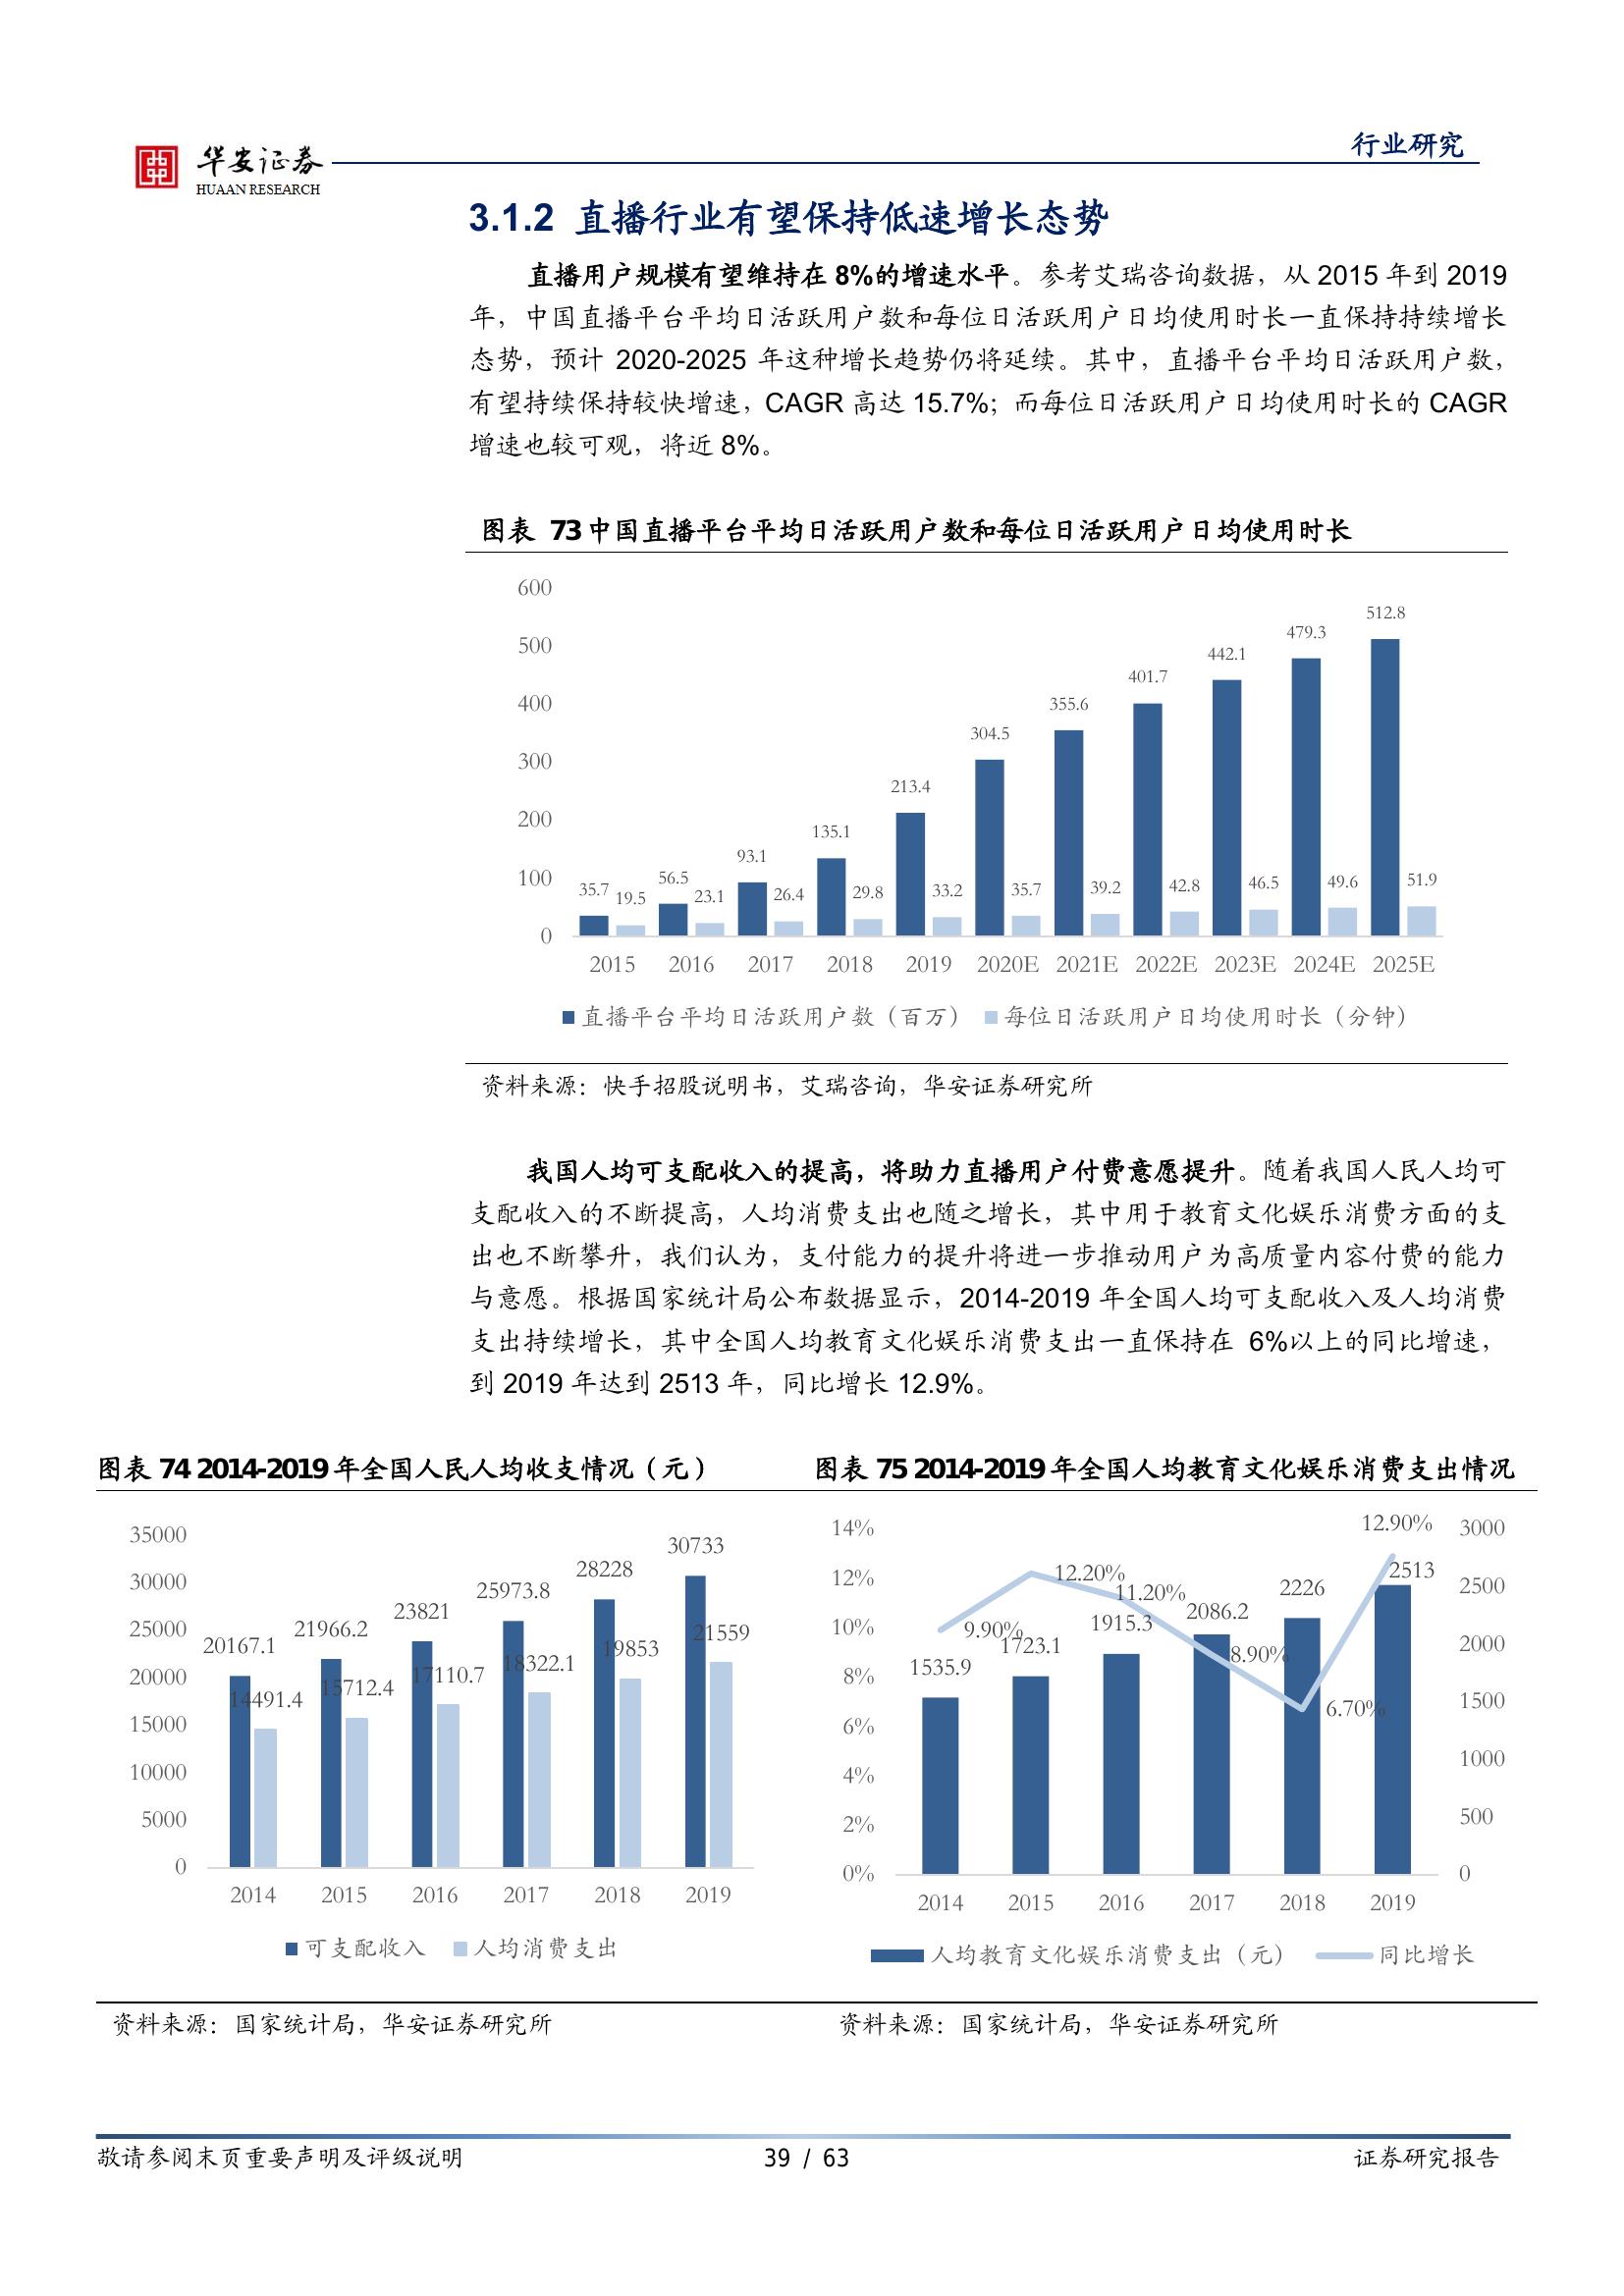 华安证券
HUAAN RESEARCH
行业研究
3.1.2 直播行业有望保持低速增长态势
直播用户规模有望维持在 8%的增速水平。参考艾瑞咨询数据，从 2015 年到 2019
年，中国直播平台平均日活跃用户数和每位日活跃用户日均使用时长一直保持持续增长
态势，预计 2020-2025 年这种增长趋势仍将延续。其中，直播平台平均日活跃用户数，
有望持续保持较快增速，CAGR 高达 15.7%；而每位日活跃用户日均使用时长的 CAGR
增速也较可观，将近 8%。
图表 73 中国直播平台平均日活跃用户数和每位日活跃用户日均使用时长
600
500
400
300
200
100
0
35.7 19.5 56.5 23.1 93.1 26.4 135.1 29.8 213.4 33.2 304.5 35.7 355.6 39.2 401.7 42.8 442.1 46.5 479.3 49.6 512.8 51.9
2015 2016 2017 2018 2019 2020E 2021E 2022E 2023E 2024E 2025E
直播平台平均日活跃用户数（百万） 每位日活跃用户日均使用时长（分钟）
资料来源：快手招股说明书，艾瑞咨询，华安证券研究所
我国人均可支配收入的提高，将助力直播用户付费意愿提升。随着我国人民人均可
支配收入的不断提高，人均消费支出也随之增长，其中用于教育文化娱乐消费方面的支
出也不断攀升，我们认为，支付能力的提升将进一步推动用户为高质量内容付费的能力
与意愿。根据国家统计局公布数据显示，2014-2019 年全国人均可支配收入及人均消费
支出持续增长，其中全国人均教育文化娱乐消费支出一直保持在 6%以上的同比增速，
到 2019 年达到 2513 年，同比增长 12.9%。
图表 74 2014-2019 年全国人民人均收支情况（元）
35000
30000
25000
20000
15000
10000
5000
0
20167.1 21966.2 23821 25973.8 28228 30733
14491.4 15712.4 17110.7 18322.1 19853 21559
2014 2015 2016 2017 2018 2019
可支配收入 人均消费支出
资料来源：国家统计局，华安证券研究所
图表 75 2014-2019 年全国人均教育文化娱乐消费支出情况
14%
12%
10%
8%
6%
4%
2%
0%
9.90% 12.20% 11.20% 8.90% 6.70% 12.90%
1535.9 1723.1 1915.3 2086.2 2226 2513
3000
2500
2000
1500
1000
500
0
2014 2015 2016 2017 2018 2019
人均教育文化娱乐消费支出（元） 同比增长
资料来源：国家统计局，华安证券研究所
敬请参阅末页重要声明及评级说明
39 / 63
证券研究报告